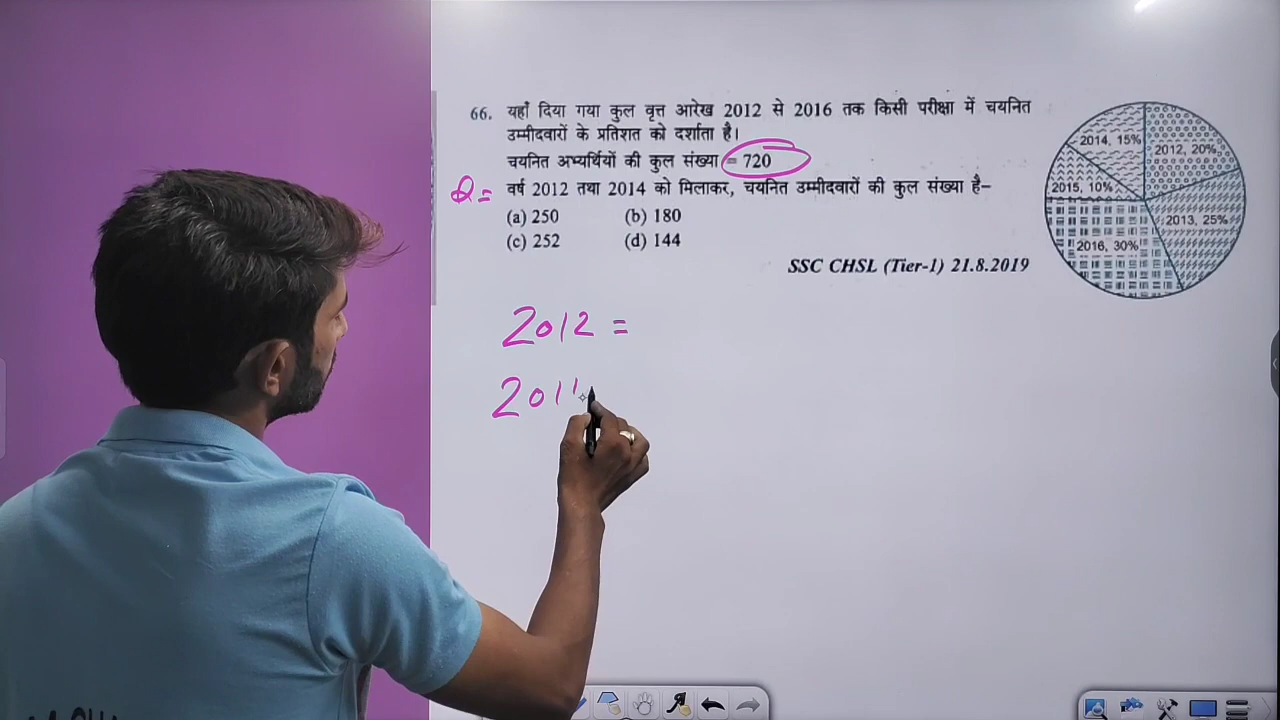 66. यहाँ दिया गया कुल वृत्त आरेख 2012 से 2016 तक किसी परीक्षा में चयनित
उम्मीदवारों के प्रतिशत को दर्शाता है।
चयनित अभ्यर्थियों की कुल संख्या = 720
Q = वर्ष 2012 तथा 2014 को मिलाकर, चयनित उम्मीदवारों की कुल संख्या है–
(a) 250 (b) 180
(c) 252 (d) 144
SSC CHSL (Tier-1) 21.8.2019
2014, 15%
2012, 20%
2015, 10%
2013, 25%
2016, 30%
2012 =
201